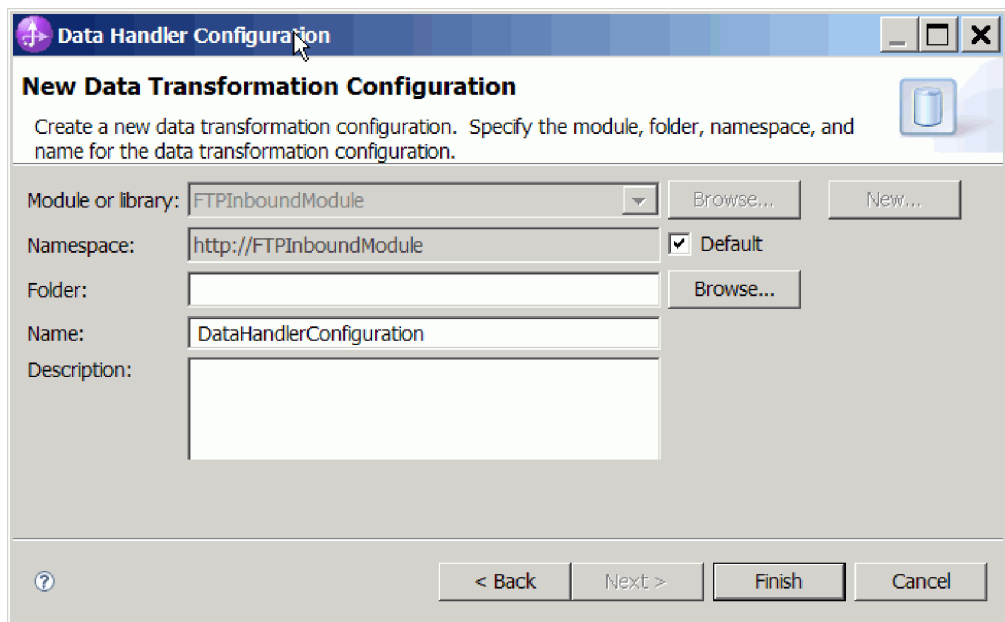 Data Handler Configuration
New Data Transformation Configuration
Create a new data transformation configuration. Specify the module, folder, namespace, and
name for the data transformation configuration.
Module or library: FTPInboundModule Browse... New...
Namespace: http://FTPInboundModule Default
Folder: Browse...
Name: DataHandlerConfiguration
Description:
? < Back Next > Finish Cancel